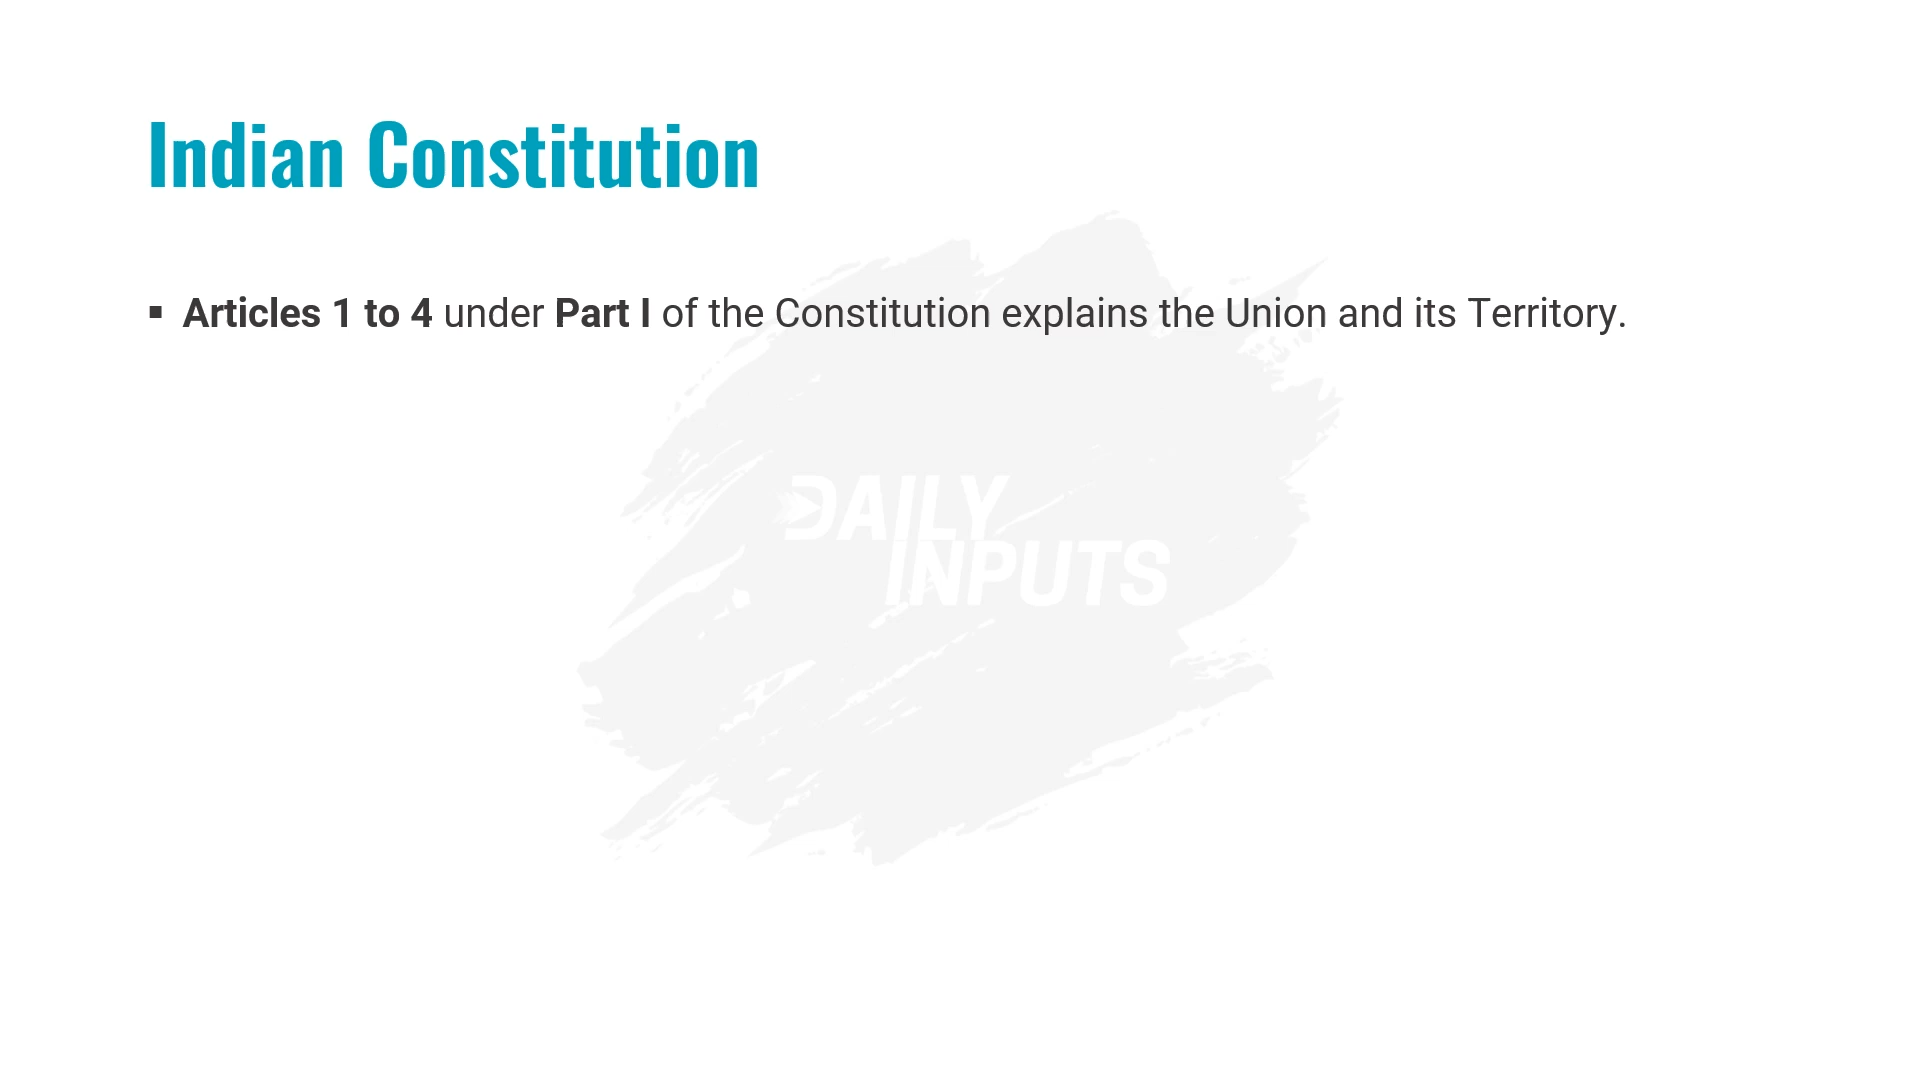 Indian Constitution
▪ Articles 1 to 4 under Part I of the Constitution explains the Union and its Territory.
DAILY
INPUTS